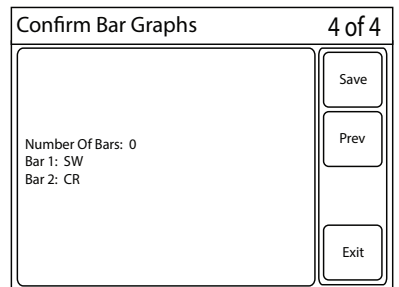 Confirm Bar Graphs 4 of 4
Save
Prev
Number Of Bars: 0
Bar 1: SW
Bar 2: CR
Exit